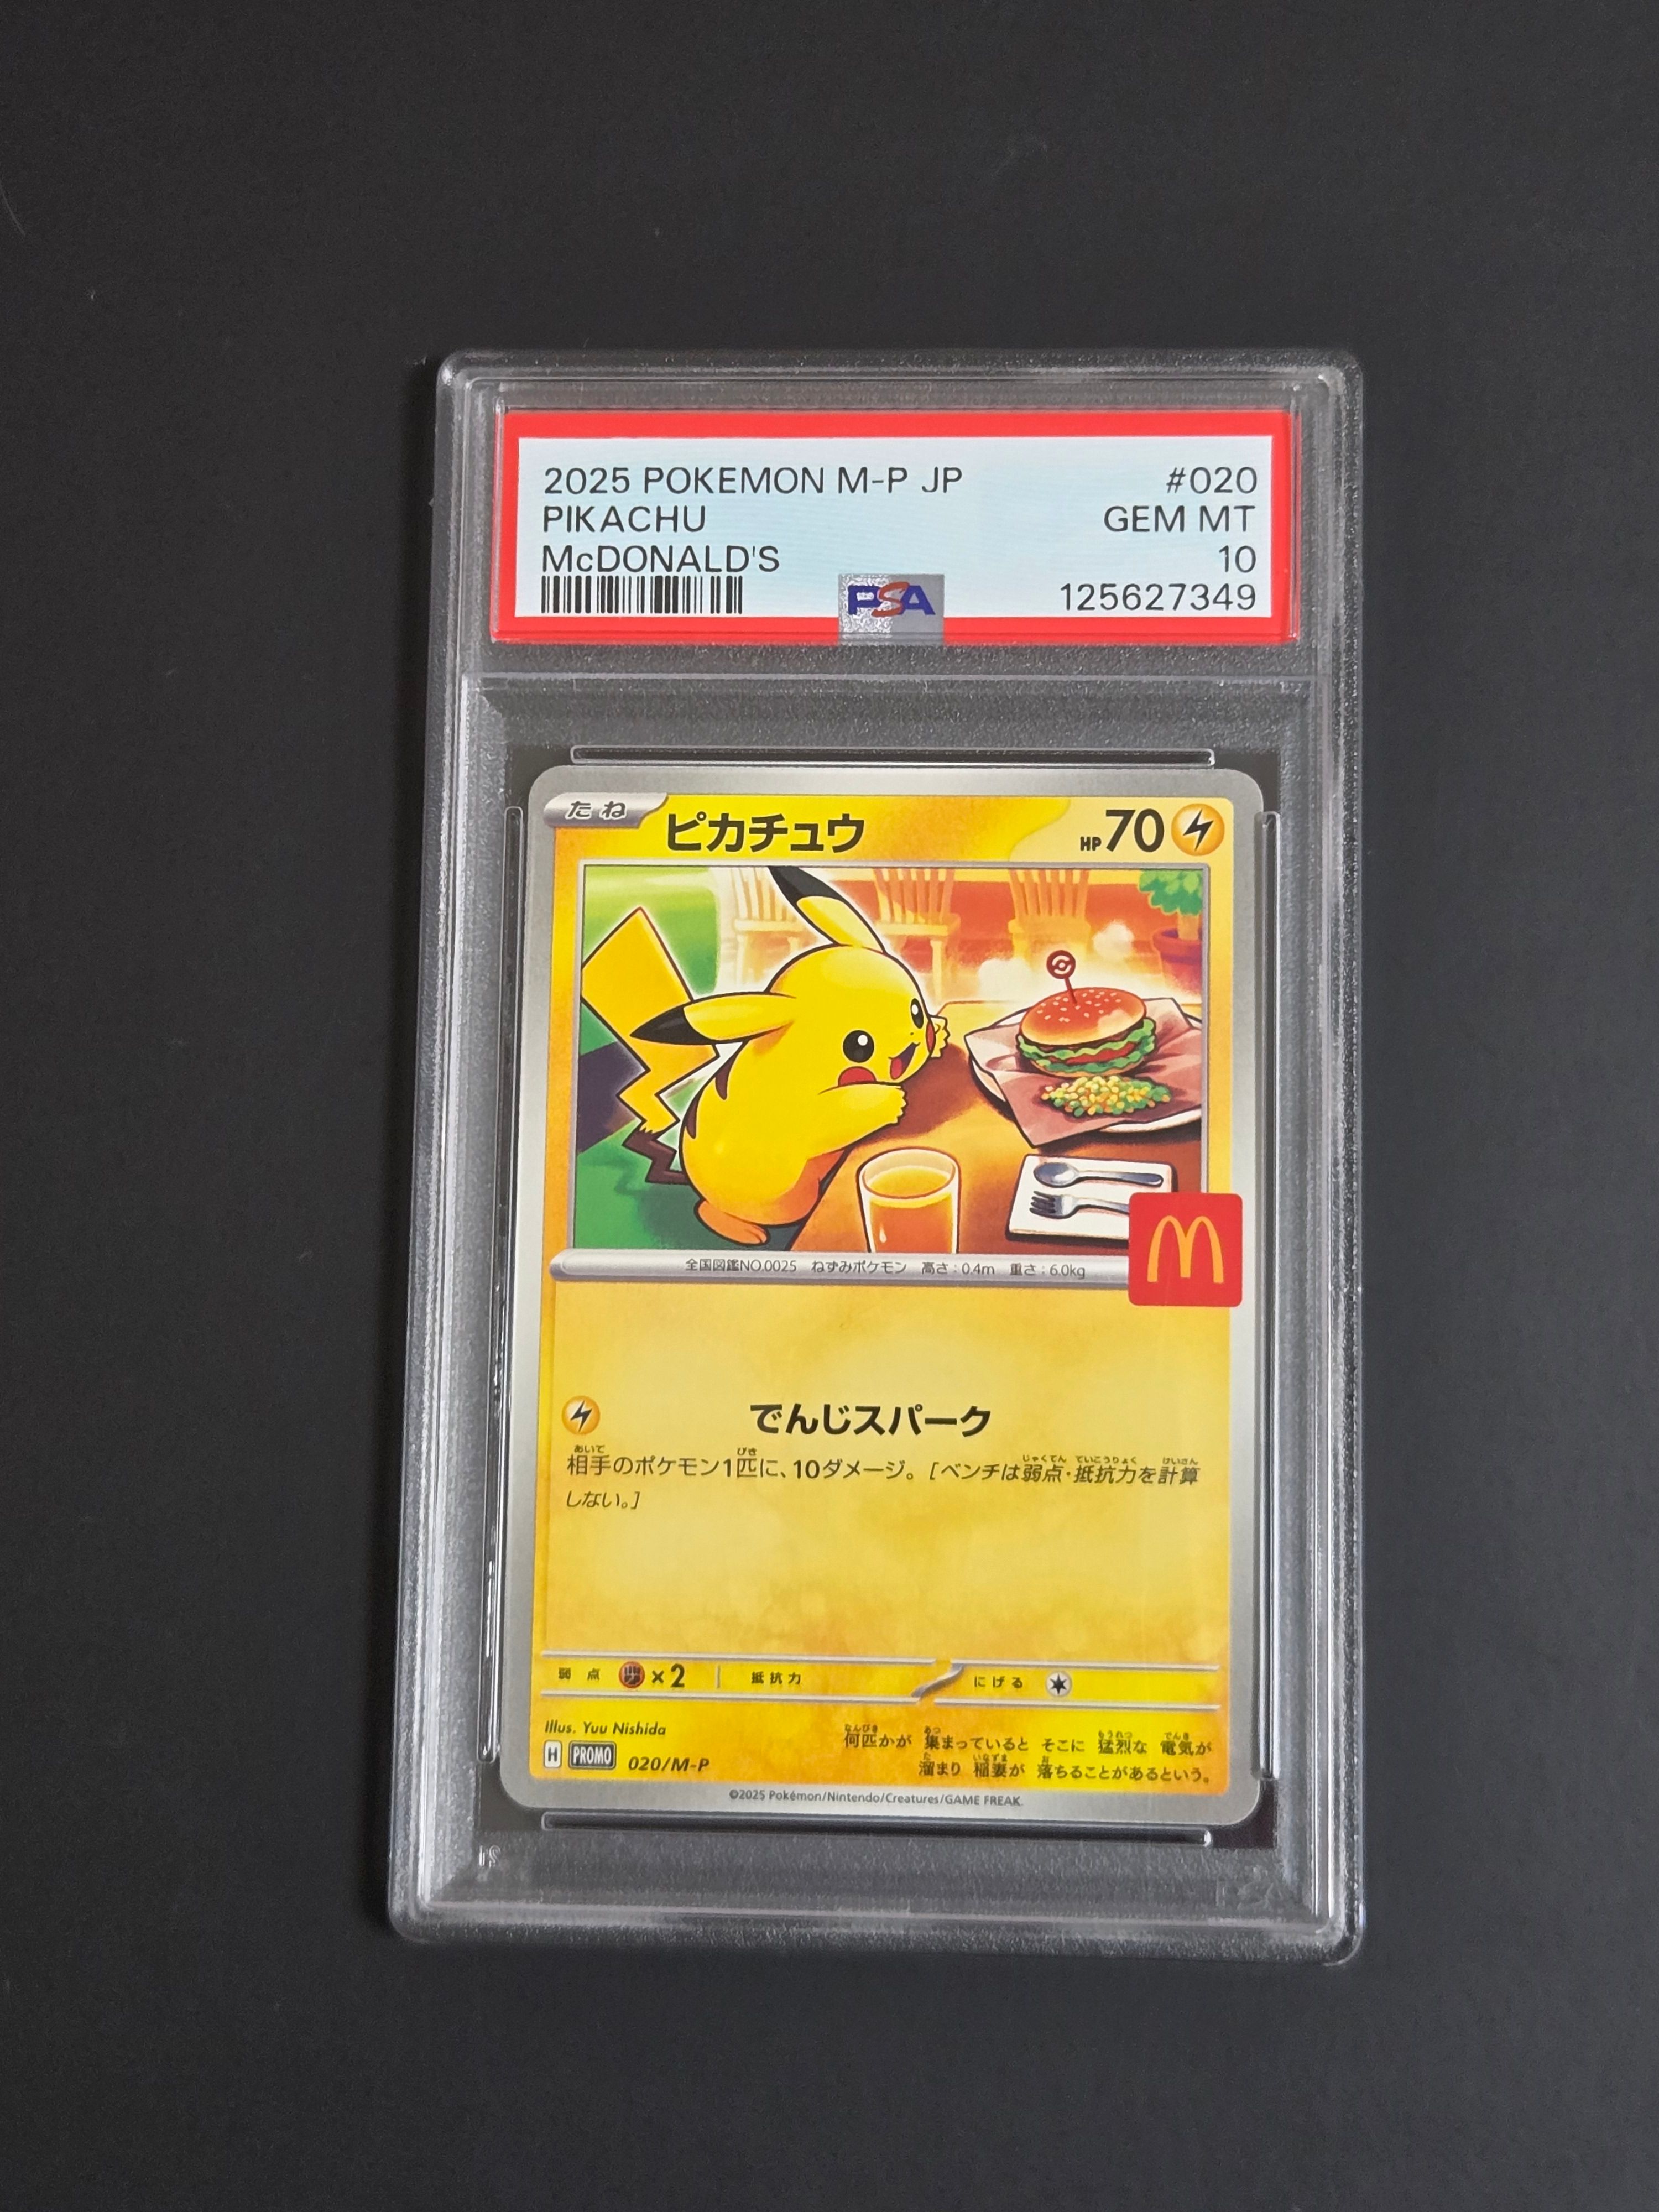 2025 POKEMON M-P JP #020
PIKACHU GEM MT
McDONALD'S 10
PSA 125627349
たね ピカチュウ HP70
全国図鑑NO.0025 ねずみポケモン 高さ:0.4m 重さ:6.0kg
でんじスパーク
相手のポケモン1匹に、10ダメージ。[ベンチは弱点・抵抗力を計算
しない。]
弱点 ×2 抵抗力 にげる
Illus. Yuu Nishida
何匹かが 集まっていると そこに 猛烈な 電気が
溜まり 稲妻が 落ちることがあるという。
H PROMO 020/M-P
©2025 Pokémon/Nintendo/Creatures/GAME FREAK.